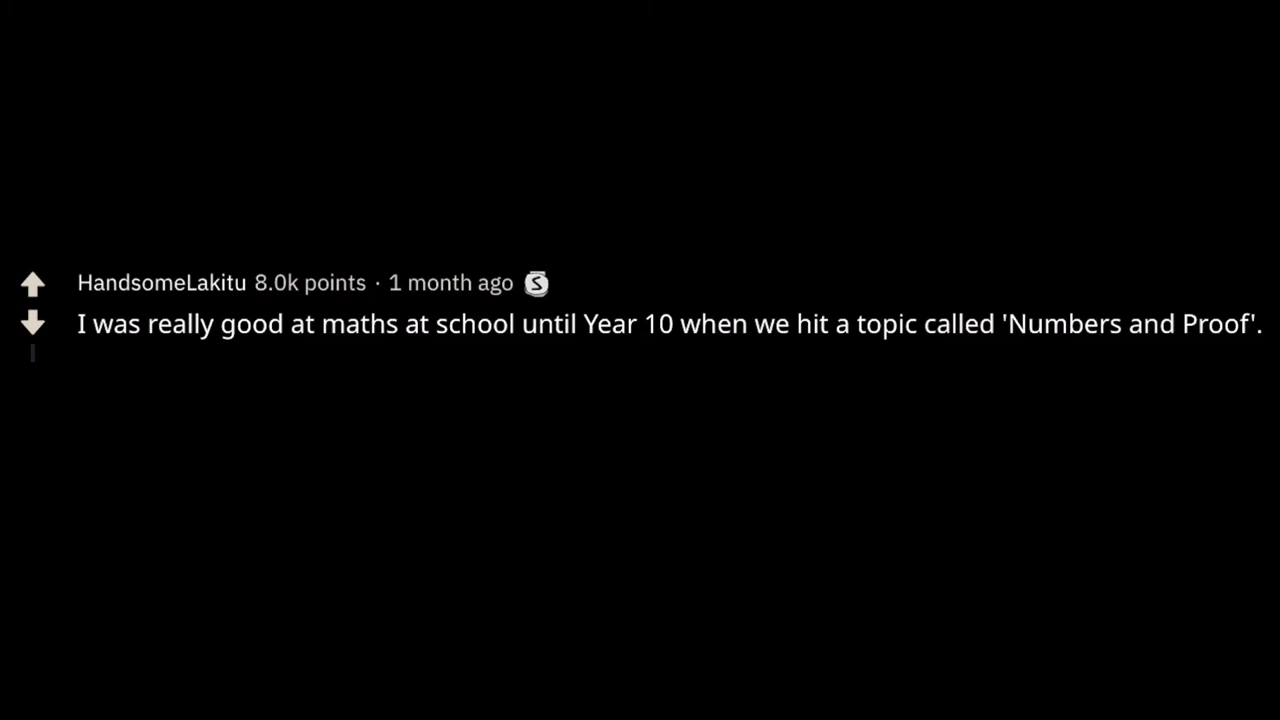 HandsomeLakitu 8.0k points · 1 month ago S
I was really good at maths at school until Year 10 when we hit a topic called 'Numbers and Proof'.